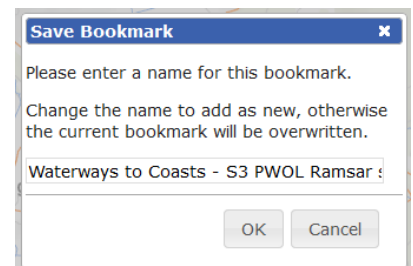 Save Bookmark
Please enter a name for this bookmark.
Change the name to add as new, otherwise
the current bookmark will be overwritten.
Waterways to Coasts - S3 PWOL Ramsar
OK Cancel